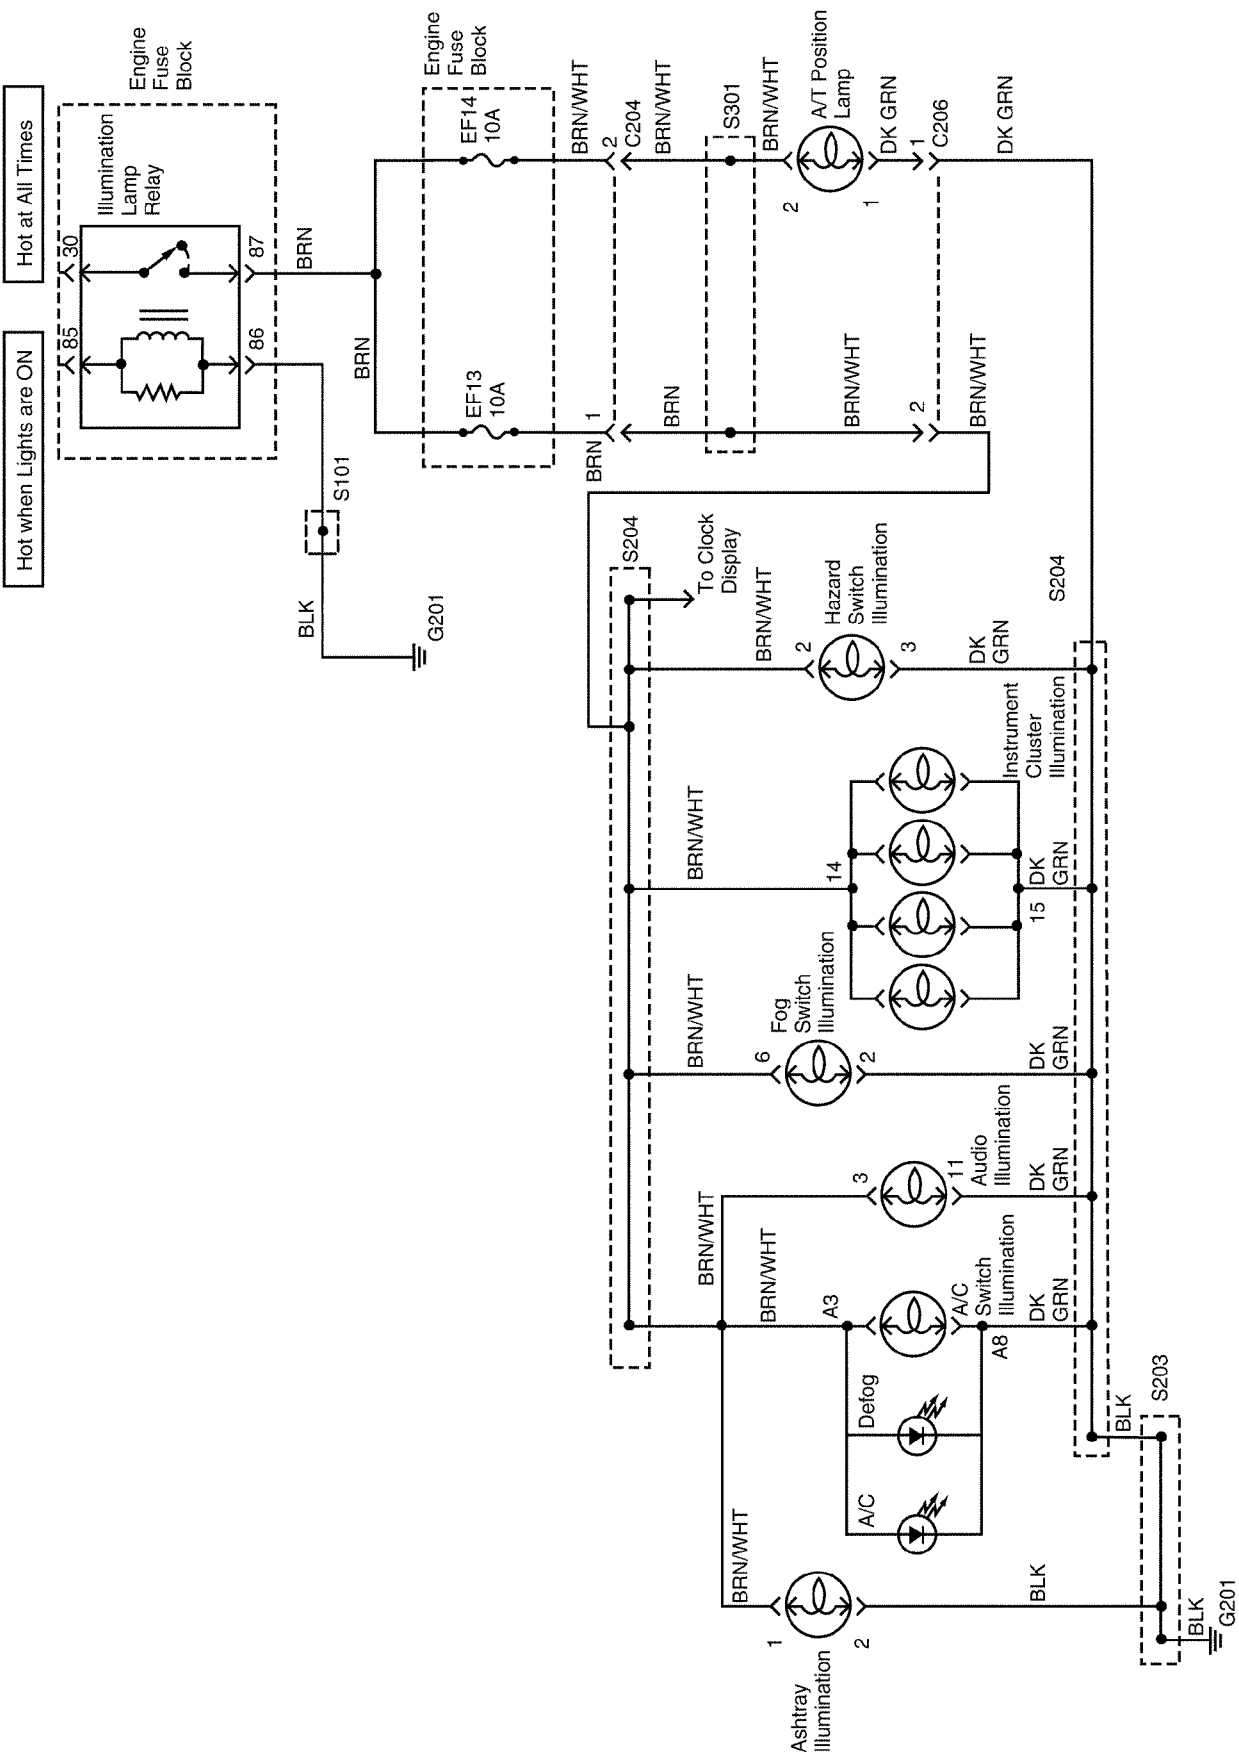 Hot when Lights are ON
Hot at All Times
Engine
Fuse
Block
Illumination
Lamp
Relay
85
30
86
87
BRN
S101
BLK
G201
BRN
Engine
Fuse
Block
EF13
10A
EF14
10A
BRN
1
BRN/WHT
2
C204
BRN
BRN/WHT
S301
BRN/WHT
BRN/WHT
A/T Position
Lamp
2
1
DK GRN
2
1
C206
BRN/WHT
DK GRN
S204
To Clock
Display
BRN/WHT
Hazard
Switch
Illumination
2
3
DK
GRN
S204
BRN/WHT
14
Instrument
Cluster
Illumination
15
DK
GRN
BRN/WHT
Fog
Switch
Illumination
6
2
DK
GRN
BRN/WHT
3
11
Audio
Illumination
DK
GRN
BRN/WHT
A3
A/C
Switch
Illumination
A8
DK
GRN
Defog
A/C
BRN/WHT
1
2
Ashtray
Illumination
BLK
BLK
S203
BLK
G201